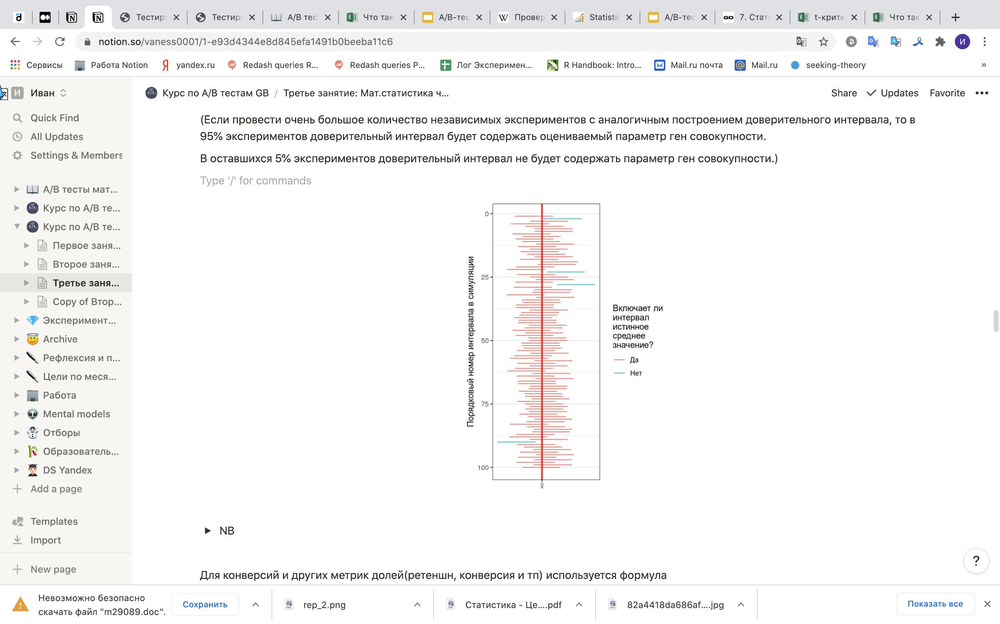 Тестирс
Тестирс
А/В тес
Что так
А/В-тес
W
Провер
Statistic
А/В-тес
GO
7. Стат
t-крите
Что так
notion.so/vaness0001/1-e93d4344e8d845efa1491b0beeba11c6
И
Сервисы
Работа Notion
Я
yandex.ru
Redash queries R...
Redash queries P...
Лог Эксперимен...
R Handbook: Intro...
Mail.ru почта
Mail.ru
seeking-theory
»
И
Иван
Курс по А/В тестам GB / Третье занятие: Мат.статистика ч...
Share
Updates
Favorite
•••
Quick Find
All Updates
Settings & Members
А/В тесты мат...
Курс по А/В те...
Курс по А/В те...
Первое заня...
Второе заня...
Третье заня...
Copy of Втор...
Эксперимент...
Archive
Рефлексия и п...
Цели по меся...
Работа
Mental models
Отборы
Образователь...
DS Yandex
Add a page
Templates
Import
New page
(Если провести очень большое количество независимых экспериментов с аналогичным построением доверительного интервала, то в
95% экспериментов доверительный интервал будет содержать оцениваемый параметр ген совокупности.
В оставшихся 5% экспериментов доверительный интервал не будет содержать параметр ген совокупности.)
Type '/' for commands
Порядковый номер интервала в симуляции
0
25
50
75
100
x̅
Включает ли
интервал
истинное
среднее
значение?
Да
Нет
NB
Для конверсий и других метрик долей(ретеншн, конверсия и тп) используется формула
?
Невозможно безопасно
скачать файл "m29089.doc".
Сохранить
rep_2.png
Статистика - Це....pdf
82a4418da686af....jpg
Показать все